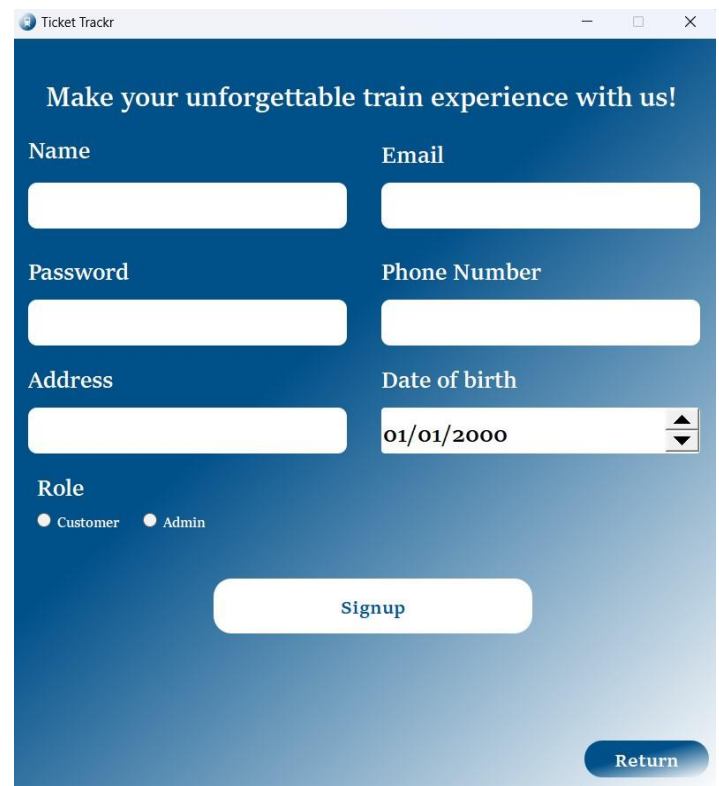 Ticket Trackr
Make your unforgettable train experience with us!
Name
Email
Password
Phone Number
Address
Date of birth
01/01/2000
Role
Customer
Admin
Signup
Return